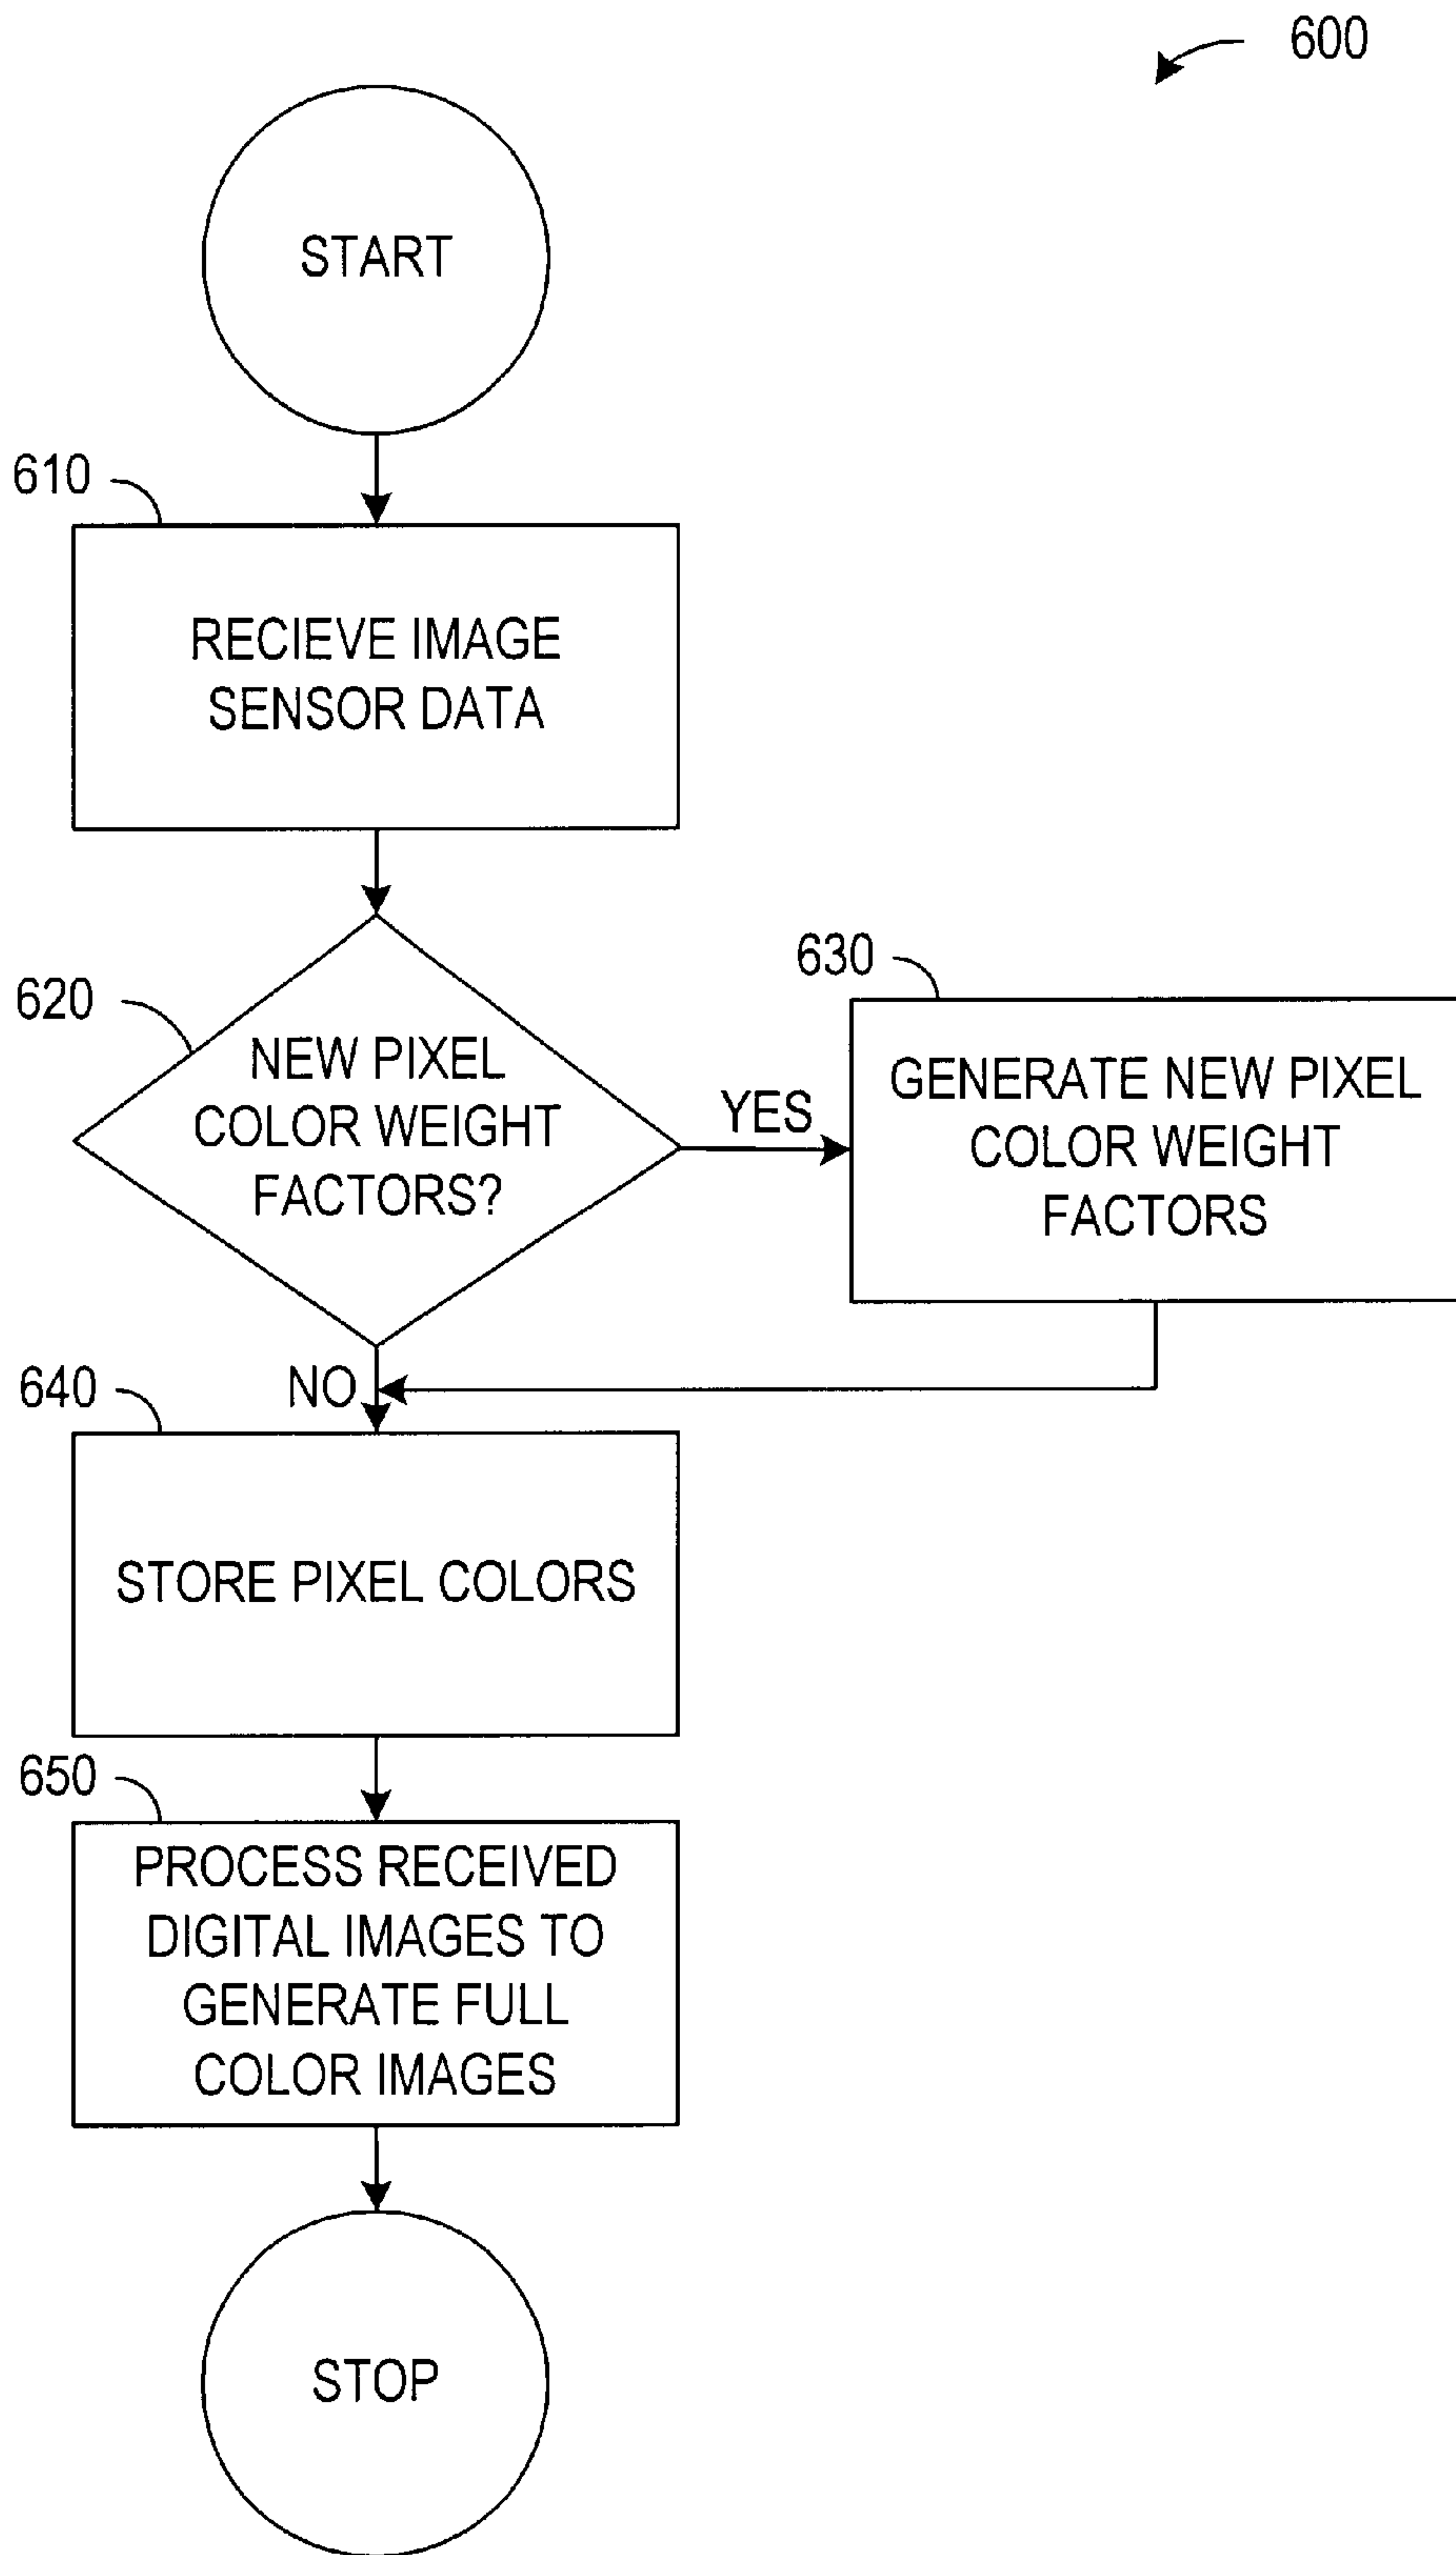 600
START
610
RECIEVE IMAGE
SENSOR DATA
620
NEW PIXEL
COLOR WEIGHT
FACTORS?
YES
630
GENERATE NEW PIXEL
COLOR WEIGHT
FACTORS
NO
640
STORE PIXEL COLORS
650
PROCESS RECEIVED
DIGITAL IMAGES TO
GENERATE FULL
COLOR IMAGES
STOP